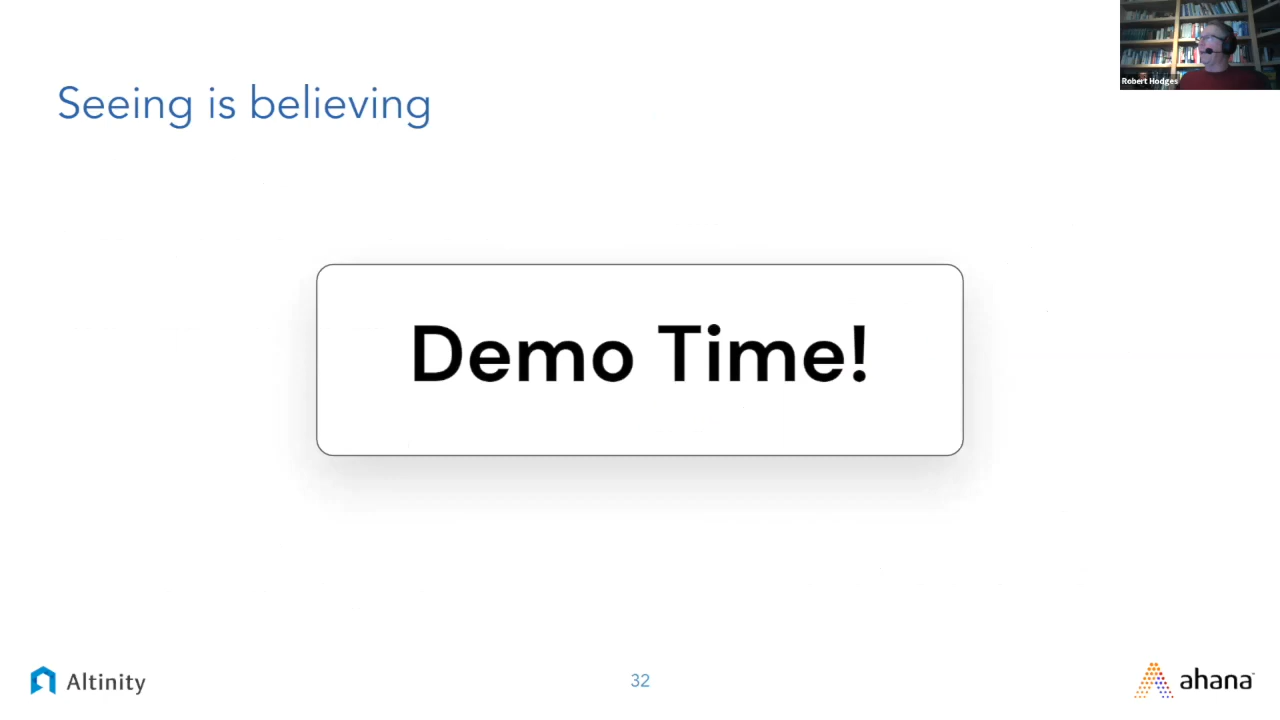 Robert Hodges
Seeing is believing
Demo Time!
Altinity
32
ahana